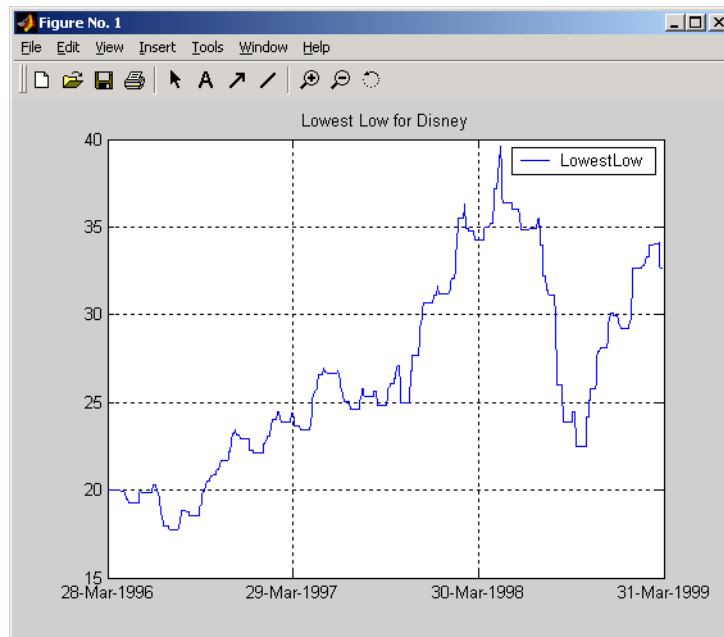 Figure No. 1
File Edit View Insert Tools Window Help
A
Lowest Low for Disney
LowestLow
40
35
30
25
20
15
28-Mar-1996 29-Mar-1997 30-Mar-1998 31-Mar-1999